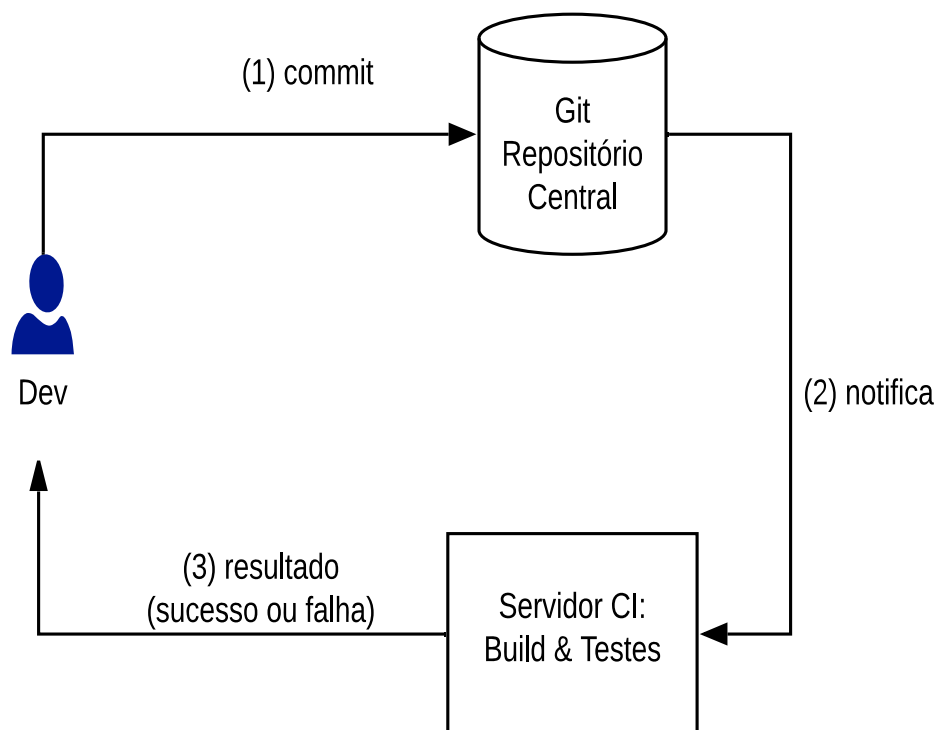 (1) commit
Git
Repositório
Central
Dev
(2) notifica
(3) resultado
(sucesso ou falha)
Servidor CI:
Build & Testes